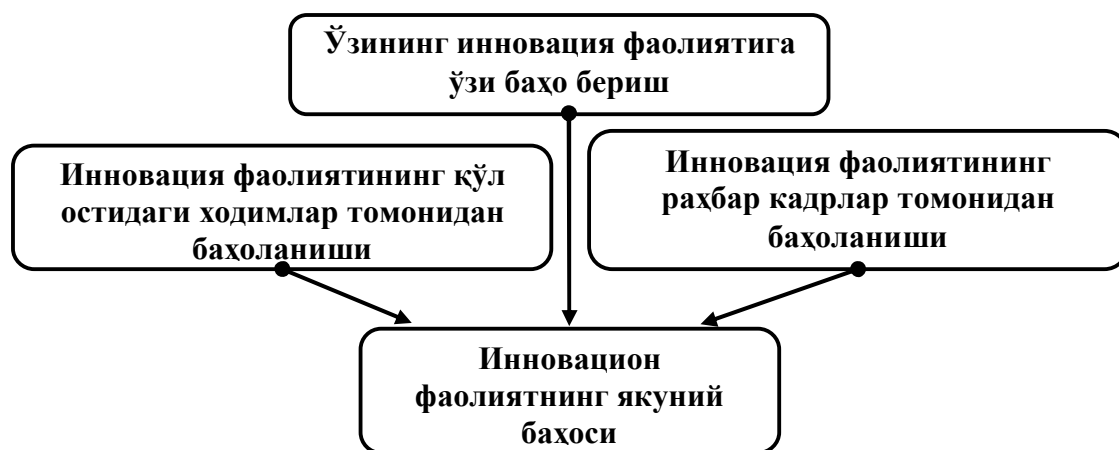 Ўзининг инновация фаолиятига
ўзи баҳо бериш
Инновация фаолиятининг қўл
остидаги ходимлар томонидан
баҳоланиши
Инновация фаолиятининг
раҳбар кадрлар томонидан
баҳоланиши
Инновацион
фаолиятнинг якуний
баҳоси